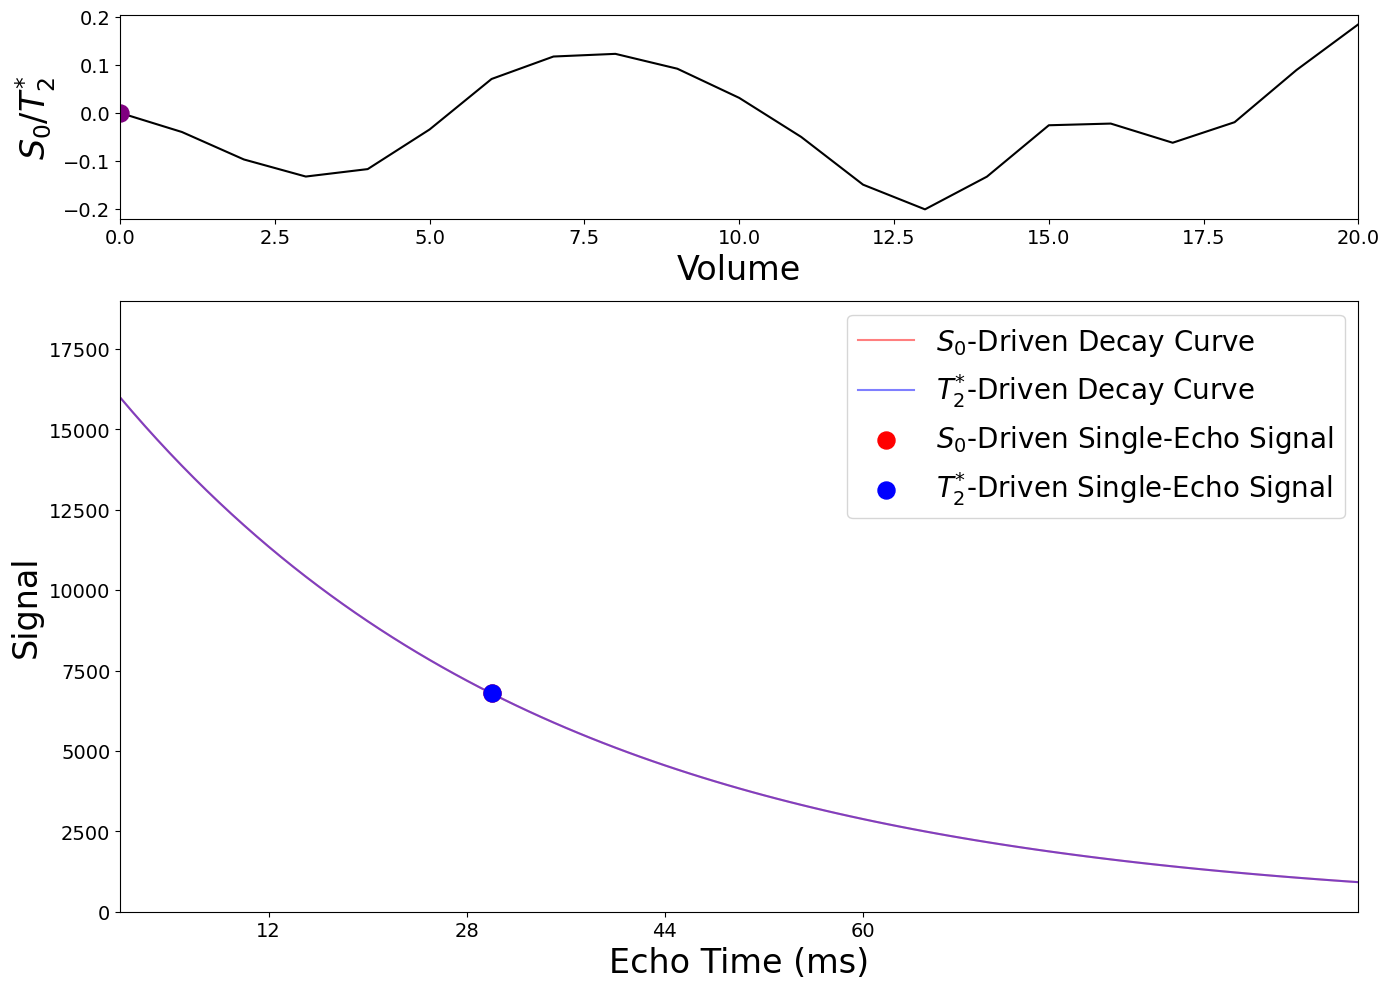 0.2
0.1
0.0
−0.1
−0.2
S₀/T₂*
0.0 2.5 5.0 7.5 10.0 12.5 15.0 17.5 20.0
Volume
17500
15000
12500
10000
7500
5000
2500
0
Signal
S₀-Driven Decay Curve
T₂*-Driven Decay Curve
S₀-Driven Single-Echo Signal
T₂*-Driven Single-Echo Signal
12 28 44 60
Echo Time (ms)